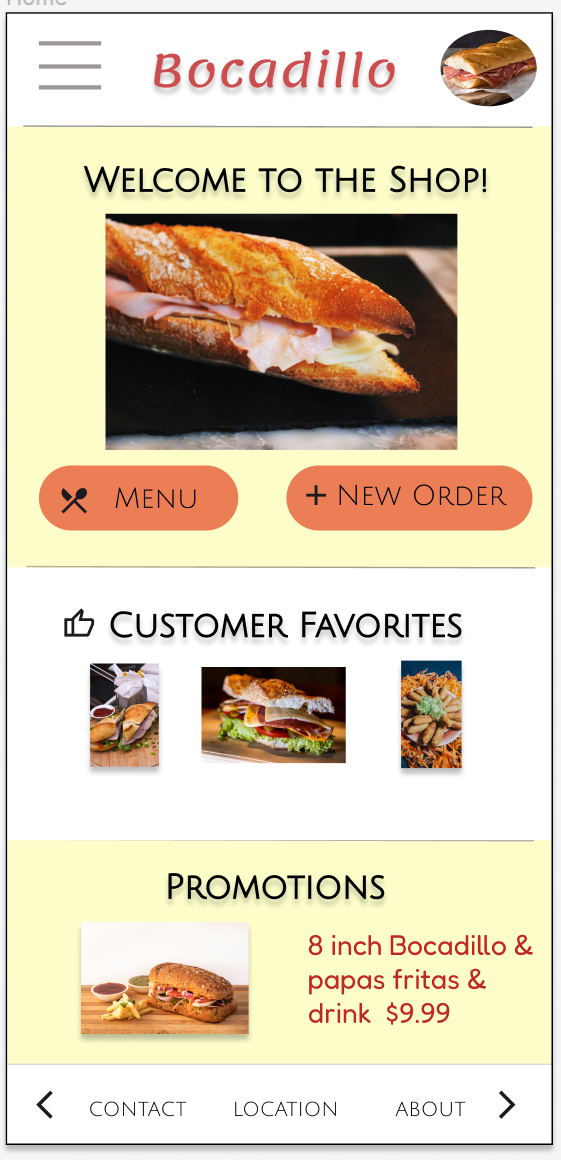 Home
Bocadillo
Welcome to the Shop!
Menu
+ New Order
Customer Favorites
Promotions
8 inch Bocadillo &
papas fritas &
drink $9.99
CONTACT LOCATION ABOUT